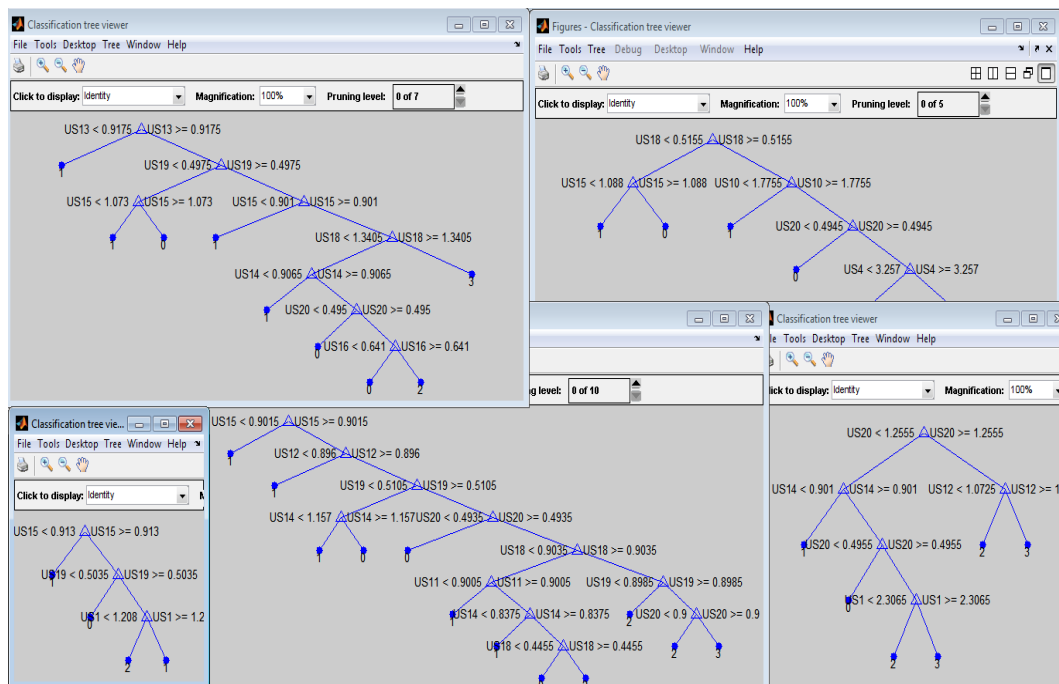 Classification tree viewer
File Tools Desktop Tree Window Help
Click to display: Identity Magnification: 100% Pruning level: 0 of 7
US13 < 0.9175 US13 >= 0.9175
1 US19 < 0.4975 US19 >= 0.4975
US15 < 1.073 US15 >= 1.073 US15 < 0.901 US15 >= 0.901
1 0 1 US18 < 1.3405 US18 >= 1.3405
US14 < 0.9065 US14 >= 0.9065 3
1 US20 < 0.495 US20 >= 0.495
0 US16 < 0.641 US16 >= 0.641
0 2
Figures - Classification tree viewer
File Tools Tree Debug Desktop Window Help
Click to display: Identity Magnification: 100% Pruning level: 0 of 5
US18 < 0.5155 US18 >= 0.5155
US15 < 1.088 US15 >= 1.088 US10 < 1.7755 US10 >= 1.7755
1 0 1 US20 < 0.4945 US20 >= 0.4945
0 US4 < 3.257 US4 >= 3.257
Classification tree vie...
File Tools Desktop Tree Window Help
Click to display: Identity
US15 < 0.913 US15 >= 0.913
1 US19 < 0.5035 US19 >= 0.5035
0 US1 < 1.208 US1 >= 1.2
2 1
level: 0 of 10
US15 < 0.9015 US15 >= 0.9015
1 US12 < 0.896 US12 >= 0.896
1 US19 < 0.5105 US19 >= 0.5105
US14 < 1.157 US14 >= 1.157 US20 < 0.4935 US20 >= 0.4935
1 0 0 US18 < 0.9035 US18 >= 0.9035
US11 < 0.9005 US11 >= 0.9005 US19 < 0.8985 US19 >= 0.8985
1 US14 < 0.8375 US14 >= 0.8375 2 US20 < 0.9 US20 >= 0.9
1 US18 < 0.4455 US18 >= 0.4455 2 3
Classification tree viewer
Tools Desktop Tree Window Help
lick to display: Identity Magnification: 100%
US20 < 1.2555 US20 >= 1.2555
US14 < 0.901 US14 >= 0.901 US12 < 1.0725 US12 >= 1
1 US20 < 0.4955 US20 >= 0.4955 2 3
0 US1 < 2.3065 US1 >= 2.3065
2 3